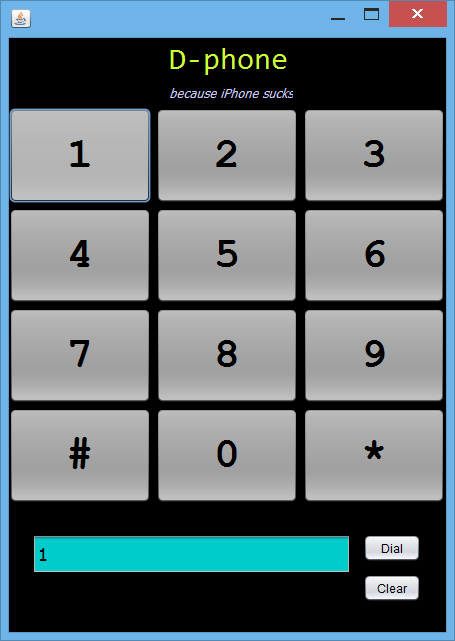 D-phone
because iPhone sucks
1 2 3
4 5 6
7 8 9
# 0 *
1 Dial
Clear